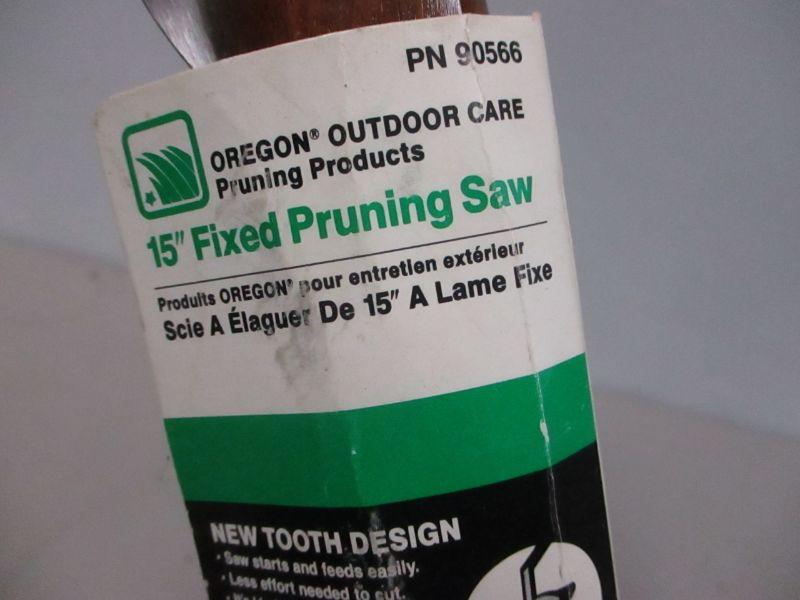 PN 90566
OREGON® OUTDOOR CARE
Pruning Products
15" Fixed Pruning Saw
Produits OREGON® pour entretien extérieur
Scie A Élaguer De 15" A Lame Fixe
NEW TOOTH DESIGN
· Saw starts and feeds easily.
· Less effort needed to cut.